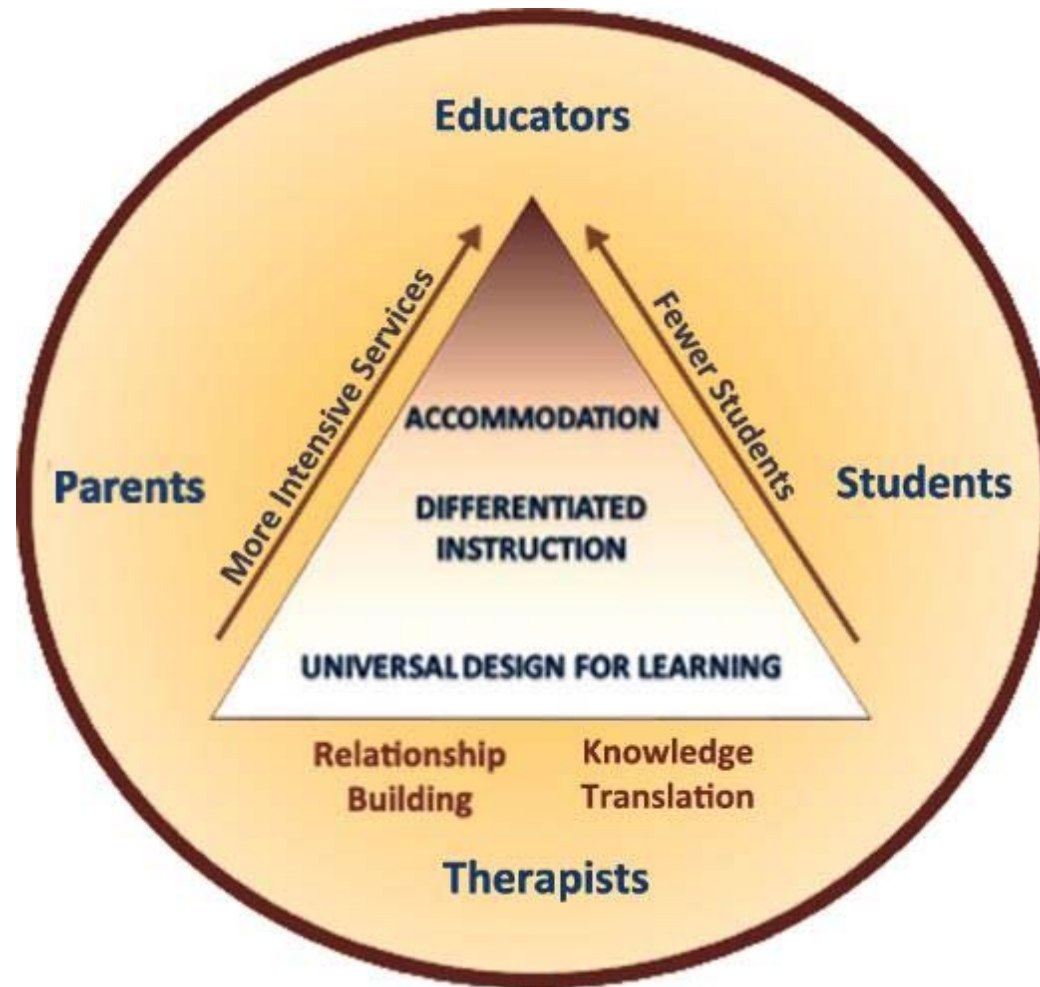 Educators
More Intensive Services
Fewer Students
ACCOMMODATION
Parents
Students
DIFFERENTIATED
INSTRUCTION
UNIVERSAL DESIGN FOR LEARNING
Relationship
Building
Knowledge
Translation
Therapists